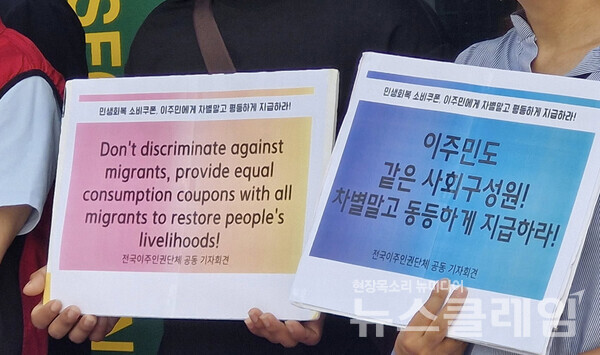 민생회복 소비쿠폰, 이주민에게 차별말고 평등하게 지급하라!
Don't discriminate against
migrants, provide equal
consumption coupons with all
migrants to restore people's
livelihoods!
전국이주인권단체 공동 기자회견
민생회복 소비쿠폰, 이주민에게 차별말고 평등하게 지급하라!
이주민도
같은 사회구성원!
차별말고 동등하게 지급하라!
전국이주인권단체 공동 기자회견
현장목소리 뉴미디어
뉴스클레임